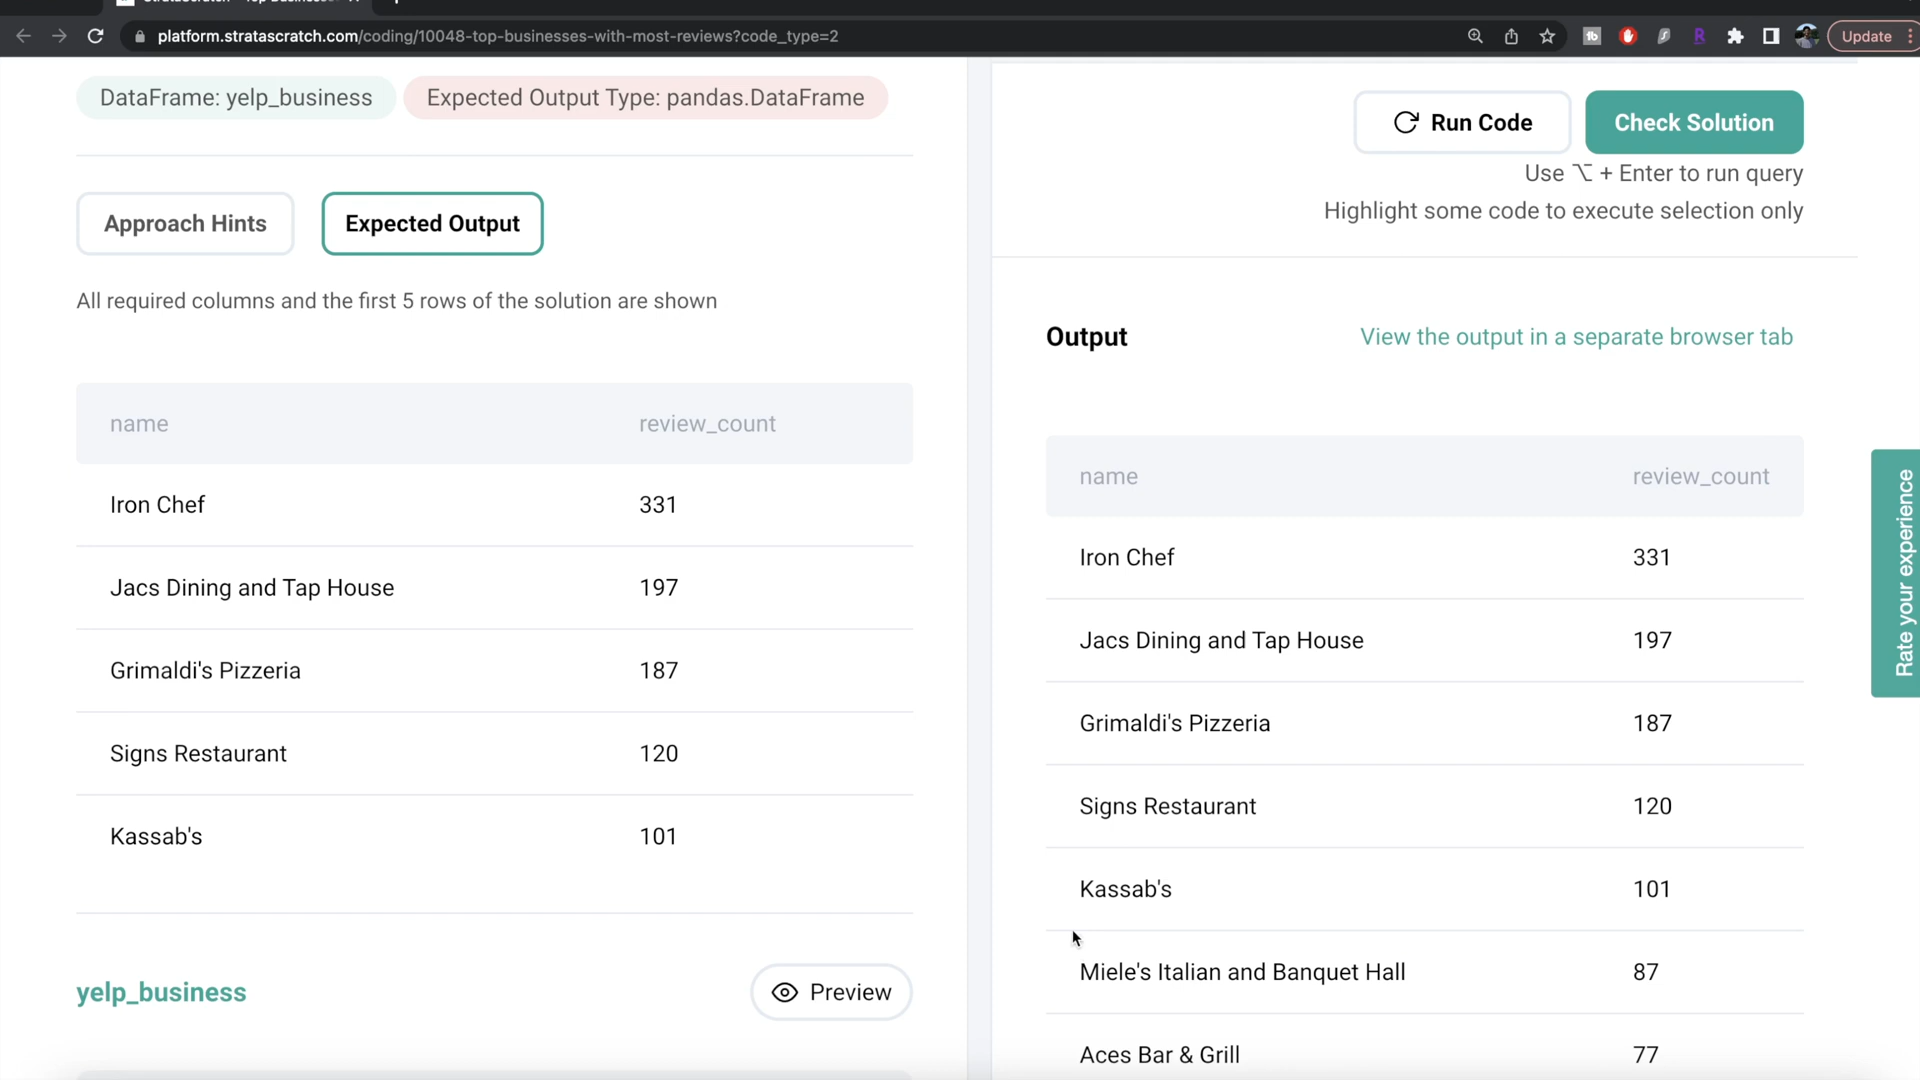 platform.stratascratch.com/coding/10048-top-businesses-with-most-reviews?code_type=2
Update
DataFrame: yelp_business
Expected Output Type: pandas.DataFrame
Approach Hints
Expected Output
All required columns and the first 5 rows of the solution are shown
name review_count
Iron Chef 331
Jacs Dining and Tap House 197
Grimaldi's Pizzeria 187
Signs Restaurant 120
Kassab's 101
yelp_business
Preview
Run Code
Check Solution
Use ⌥ + Enter to run query
Highlight some code to execute selection only
Output
View the output in a separate browser tab
name review_count
Iron Chef 331
Jacs Dining and Tap House 197
Grimaldi's Pizzeria 187
Signs Restaurant 120
Kassab's 101
Miele's Italian and Banquet Hall 87
Aces Bar & Grill 77
Rate your experience